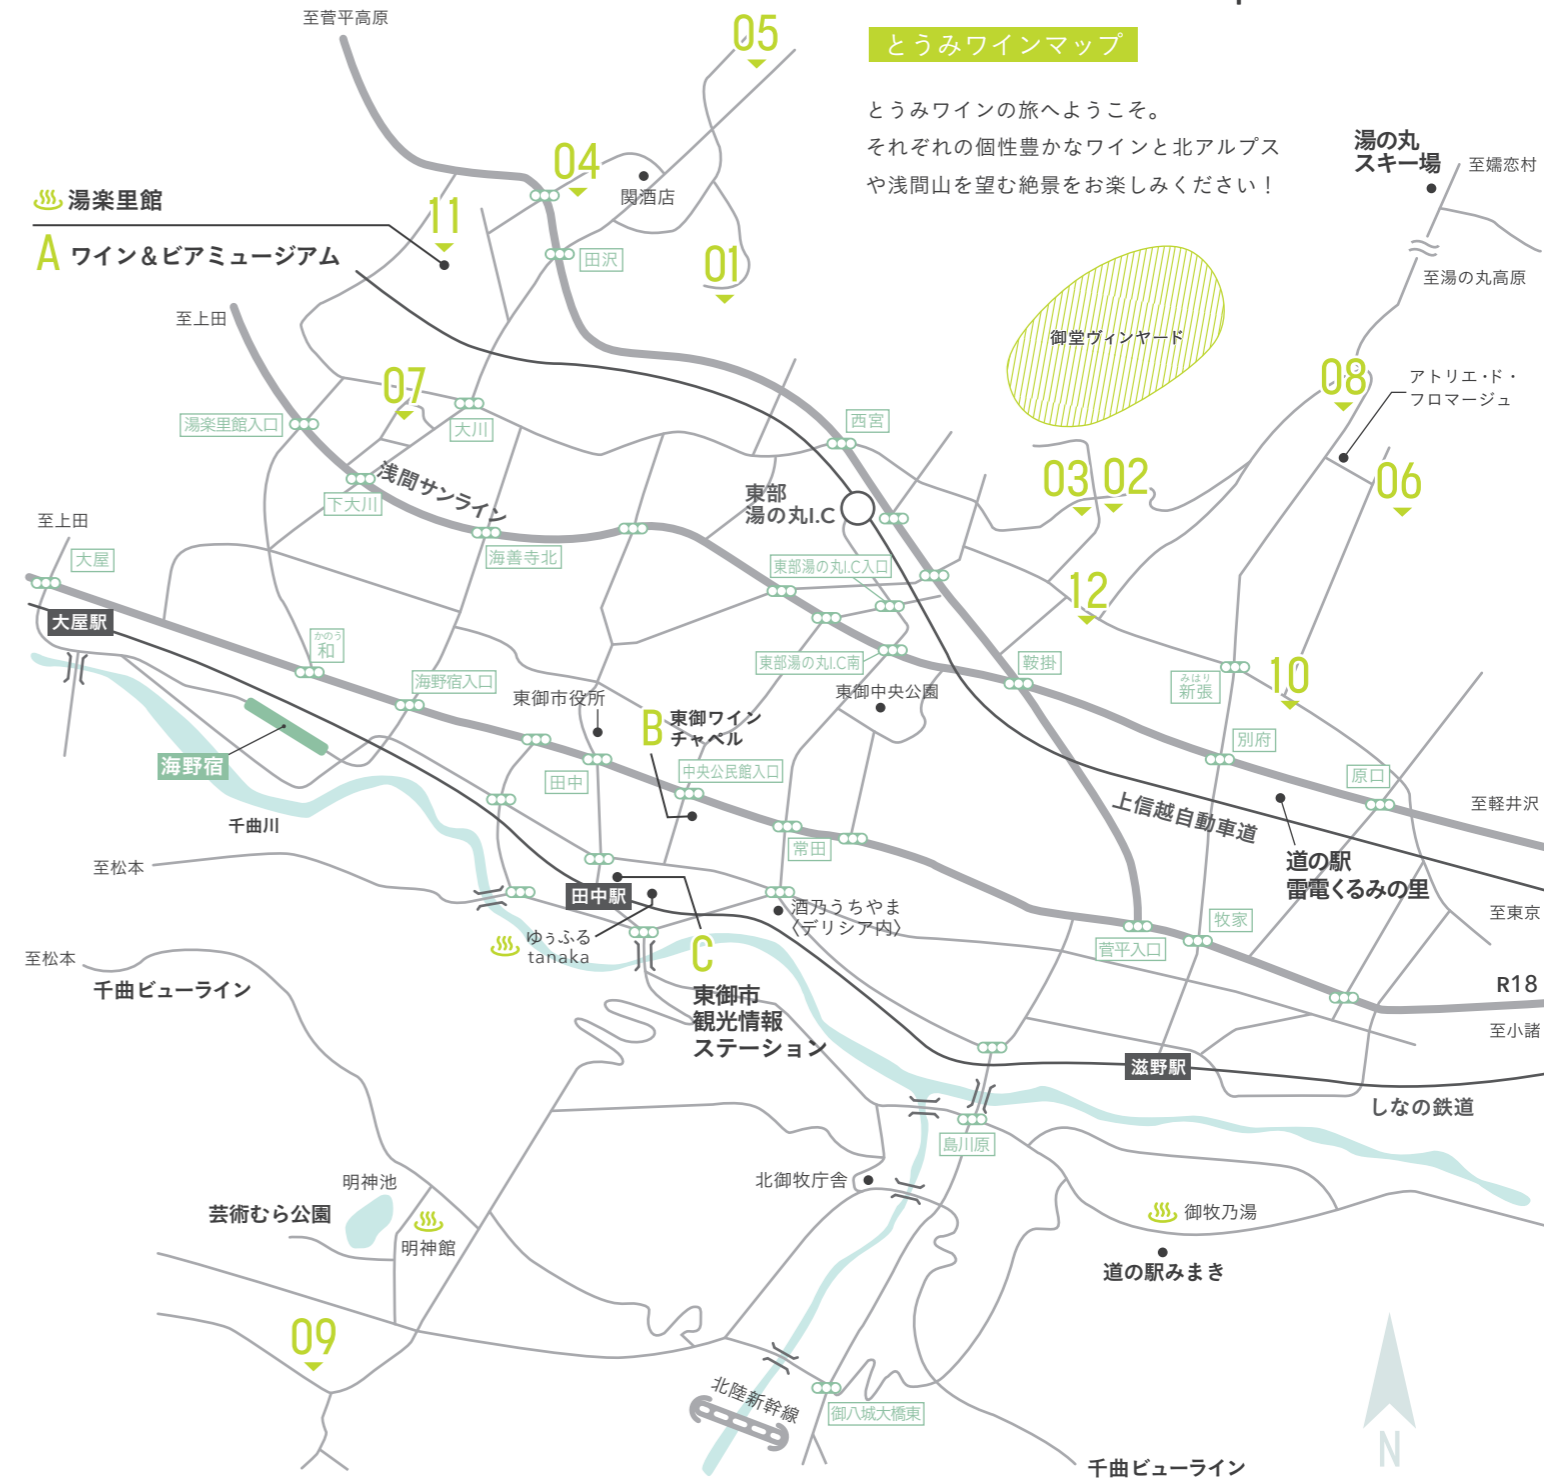 至菅平高原
05
とうみワインマップ
とうみワインの旅へようこそ。
それぞれの個性豊かなワインと北アルプス
や浅間山を望む絶景をお楽しみください！
湯の丸
スキー場
至嬬恋村
04
関酒店
湯楽里館
11
A ワイン＆ビアミュージアム
田沢
01
至湯の丸高原
至上田
御堂ヴィンヤード
07
08
アトリエ・ド・
フロマージュ
湯楽里館入口
大川
西宮
浅間サンライン
下大川
東部
湯の丸I.C
03
02
06
至上田
大屋
海善寺北
東部湯の丸I.C入口
12
大屋駅
かのう
和
海野宿入口
東部湯の丸I.C南
鞍掛
みはり
新張
10
東御市役所
B 東御ワイン
チャペル
東御中央公園
海野宿
田中
中央公民館入口
別府
原口
千曲川
上信越自動車道
至軽井沢
至松本
常田
道の駅
雷電くるみの里
田中駅
酒乃うちやま
〈デリシア内〉
至東京
ゆぅふる
tanaka
C
東御市
観光情報
ステーション
菅平入口
牧家
至松本
千曲ビューライン
R18
至小諸
滋野駅
しなの鉄道
島川原
明神池
芸術むら公園
明神館
北御牧庁舎
御牧乃湯
道の駅みまき
09
北陸新幹線
御八城大橋東
千曲ビューライン
N